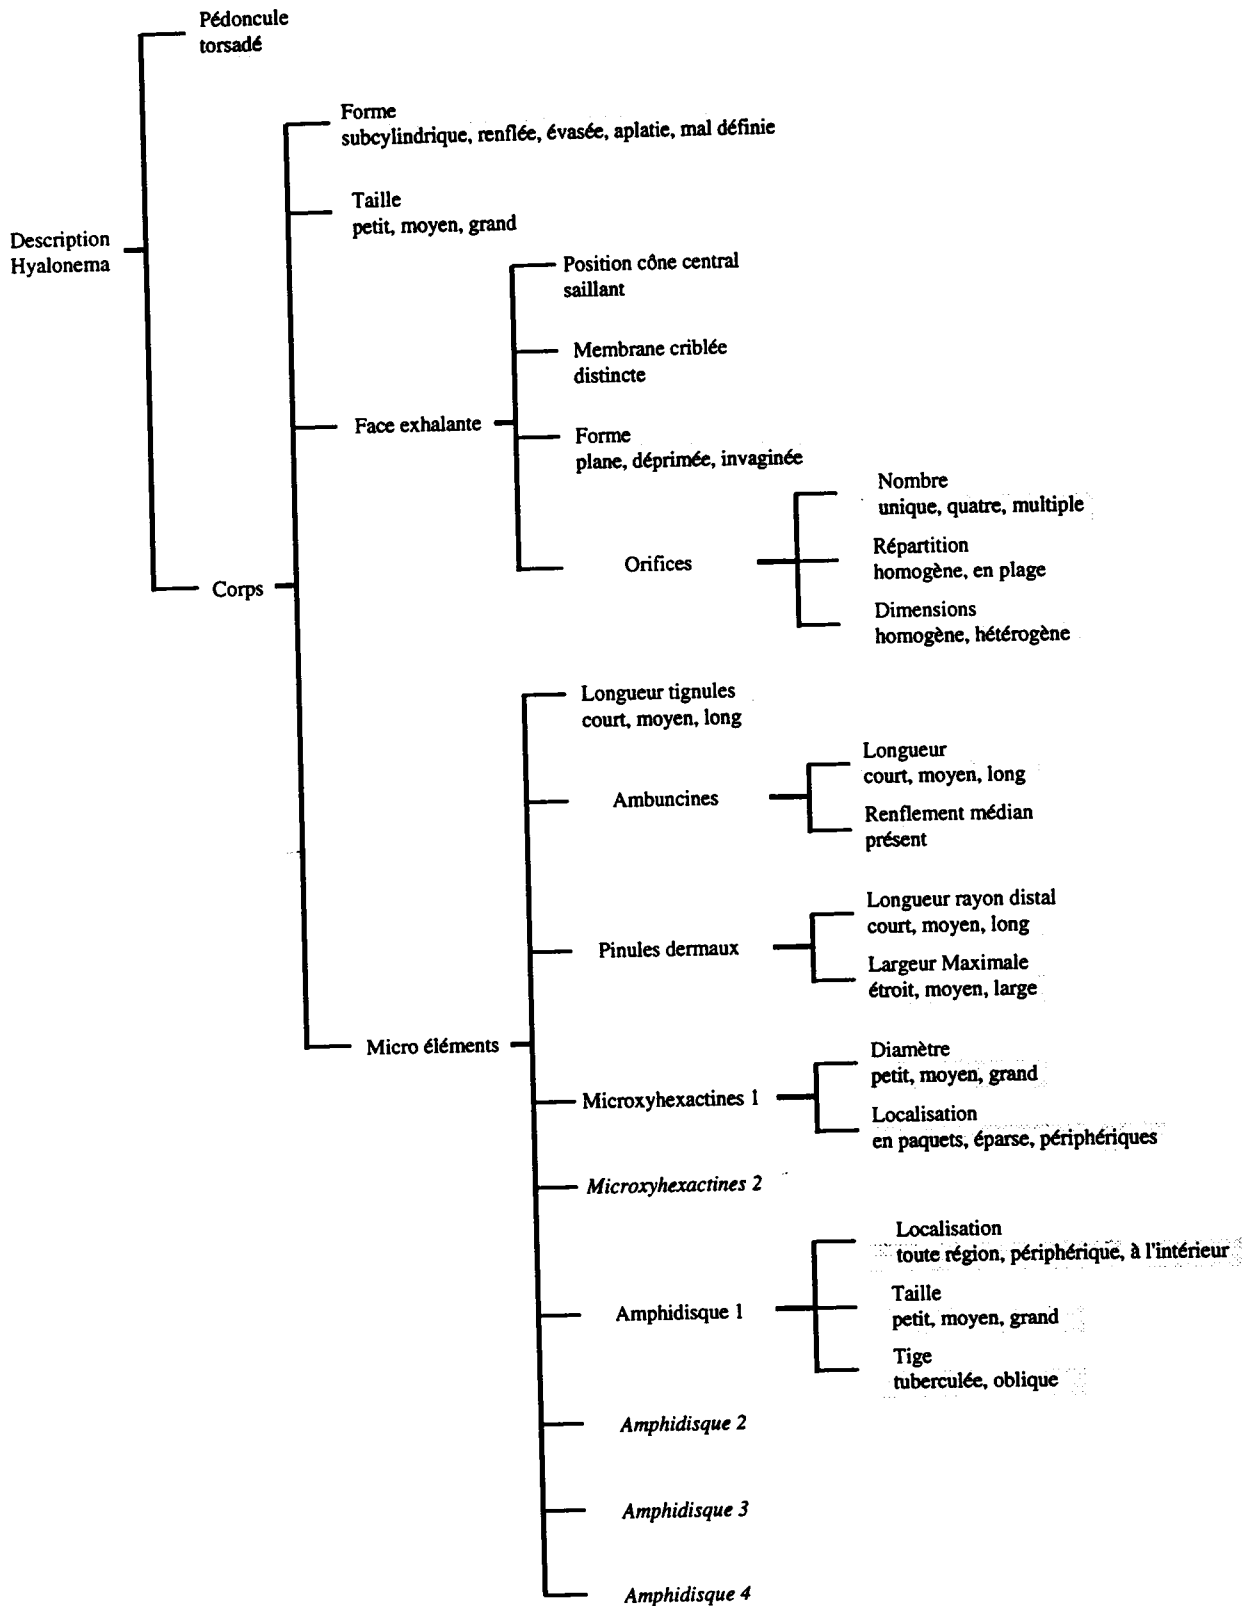 Pédoncule
torsadé
Forme
subcylindrique, renflée, évasée, aplatie, mal définie
Taille
petit, moyen, grand
Description
Hyalonema
Position cône central
saillant
Membrane criblée
distincte
Face exhalante
Forme
plane, déprimée, invaginée
Nombre
unique, quatre, multiple
Répartition
homogène, en plage
Orifices
Dimensions
homogène, hétérogène
Corps
Longueur tignules
court, moyen, long
Ambuncines
Longueur
court, moyen, long
Renflement médian
présent
Pinules dermaux
Longueur rayon distal
court, moyen, long
Largeur Maximale
étroit, moyen, large
Micro éléments
Microxyhexactines 1
Diamètre
petit, moyen, grand
Localisation
en paquets, éparse, périphériques
Microxyhexactines 2
Localisation
toute région, périphérique, à l'intérieur
Amphidisque 1
Taille
petit, moyen, grand
Tige
tuberculée, oblique
Amphidisque 2
Amphidisque 3
Amphidisque 4